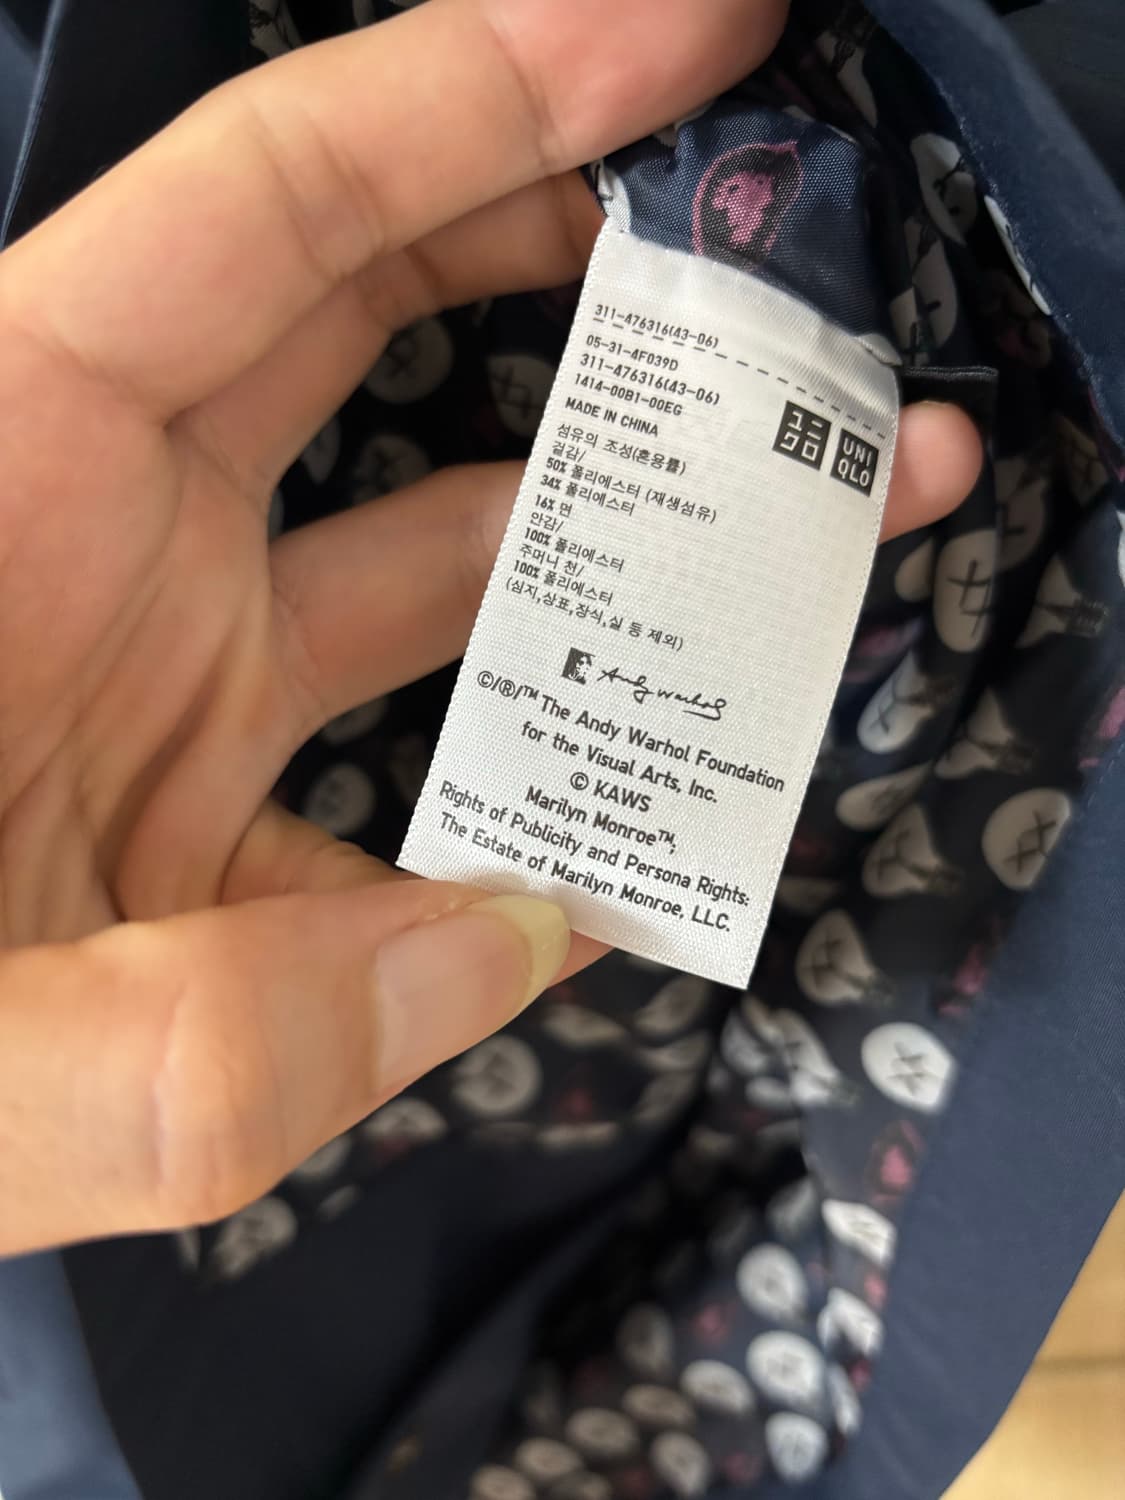 311-476316(43-06)
05-31-4F039D
311-476316(43-06)
1414-00B1-00EG
MADE IN CHINA
ユニ
クロ
UNI
QLO
섬유의 조성(혼용률)
겉감/
50% 폴리에스터 (재생섬유)
34% 폴리에스터
16% 면
안감/
100% 폴리에스터
주머니 천/
100% 폴리에스터
(심지,상표,장식,실 등 제외)
Andy Warhol
©/®/™ The Andy Warhol Foundation
for the Visual Arts, Inc.
© KAWS
Marilyn Monroe™;
Rights of Publicity and Persona Rights:
The Estate of Marilyn Monroe, LLC.